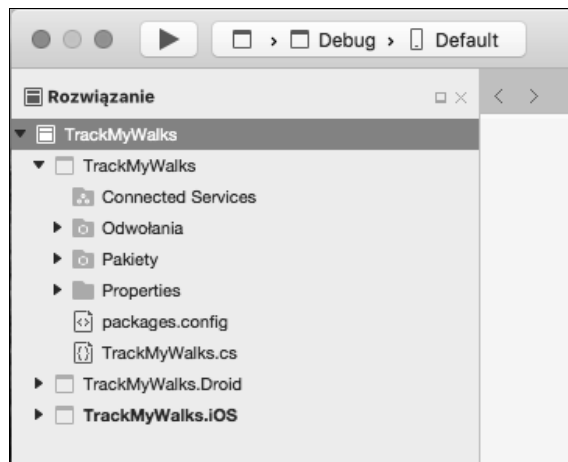 Debug Default
Rozwiązanie
TrackMyWalks
TrackMyWalks
Connected Services
Odwołania
Pakiety
Properties
packages.config
TrackMyWalks.cs
TrackMyWalks.Droid
TrackMyWalks.iOS